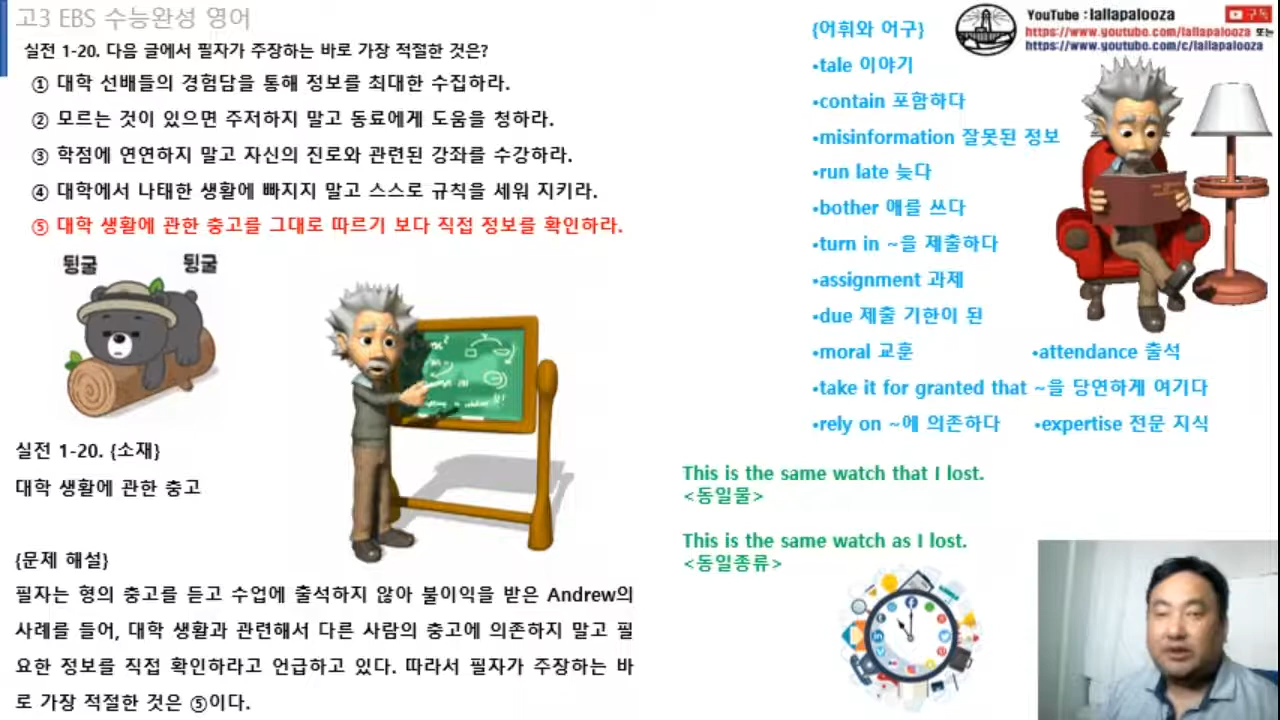 고3 EBS 수능완성 영어
실전 1-20. 다음 글에서 필자가 주장하는 바로 가장 적절한 것은?
① 대학 선배들의 경험담을 통해 정보를 최대한 수집하라.
② 모르는 것이 있으면 주저하지 말고 동료에게 도움을 청하라.
③ 학점에 연연하지 말고 자신의 진로와 관련된 강좌를 수강하라.
④ 대학에서 나태한 생활에 빠지지 말고 스스로 규칙을 세워 지키라.
⑤ 대학 생활에 관한 충고를 그대로 따르기 보다 직접 정보를 확인하라.
뒹굴 뒹굴
실전 1-20. {소재}
대학 생활에 관한 충고
{문제 해설}
필자는 형의 충고를 듣고 수업에 출석하지 않아 불이익을 받은 Andrew의
사례를 들어, 대학 생활과 관련해서 다른 사람의 충고에 의존하지 말고 필
요한 정보를 직접 확인하라고 언급하고 있다. 따라서 필자가 주장하는 바
로 가장 적절한 것은 ⑤이다.
{어휘와 어구}
•tale 이야기
•contain 포함하다
•misinformation 잘못된 정보
•run late 늦다
•bother 애를 쓰다
•turn in ~을 제출하다
•assignment 과제
•due 제출 기한이 된
•moral 교훈 •attendance 출석
•take it for granted that ~을 당연하게 여기다
•rely on ~에 의존하다 •expertise 전문 지식
This is the same watch that I lost.
<동일물>
This is the same watch as I lost.
<동일종류>
YouTube : lallapalooza 구독
https://www.youtube.com/lallapalooza 또는
https://www.youtube.com/c/lallapalooza